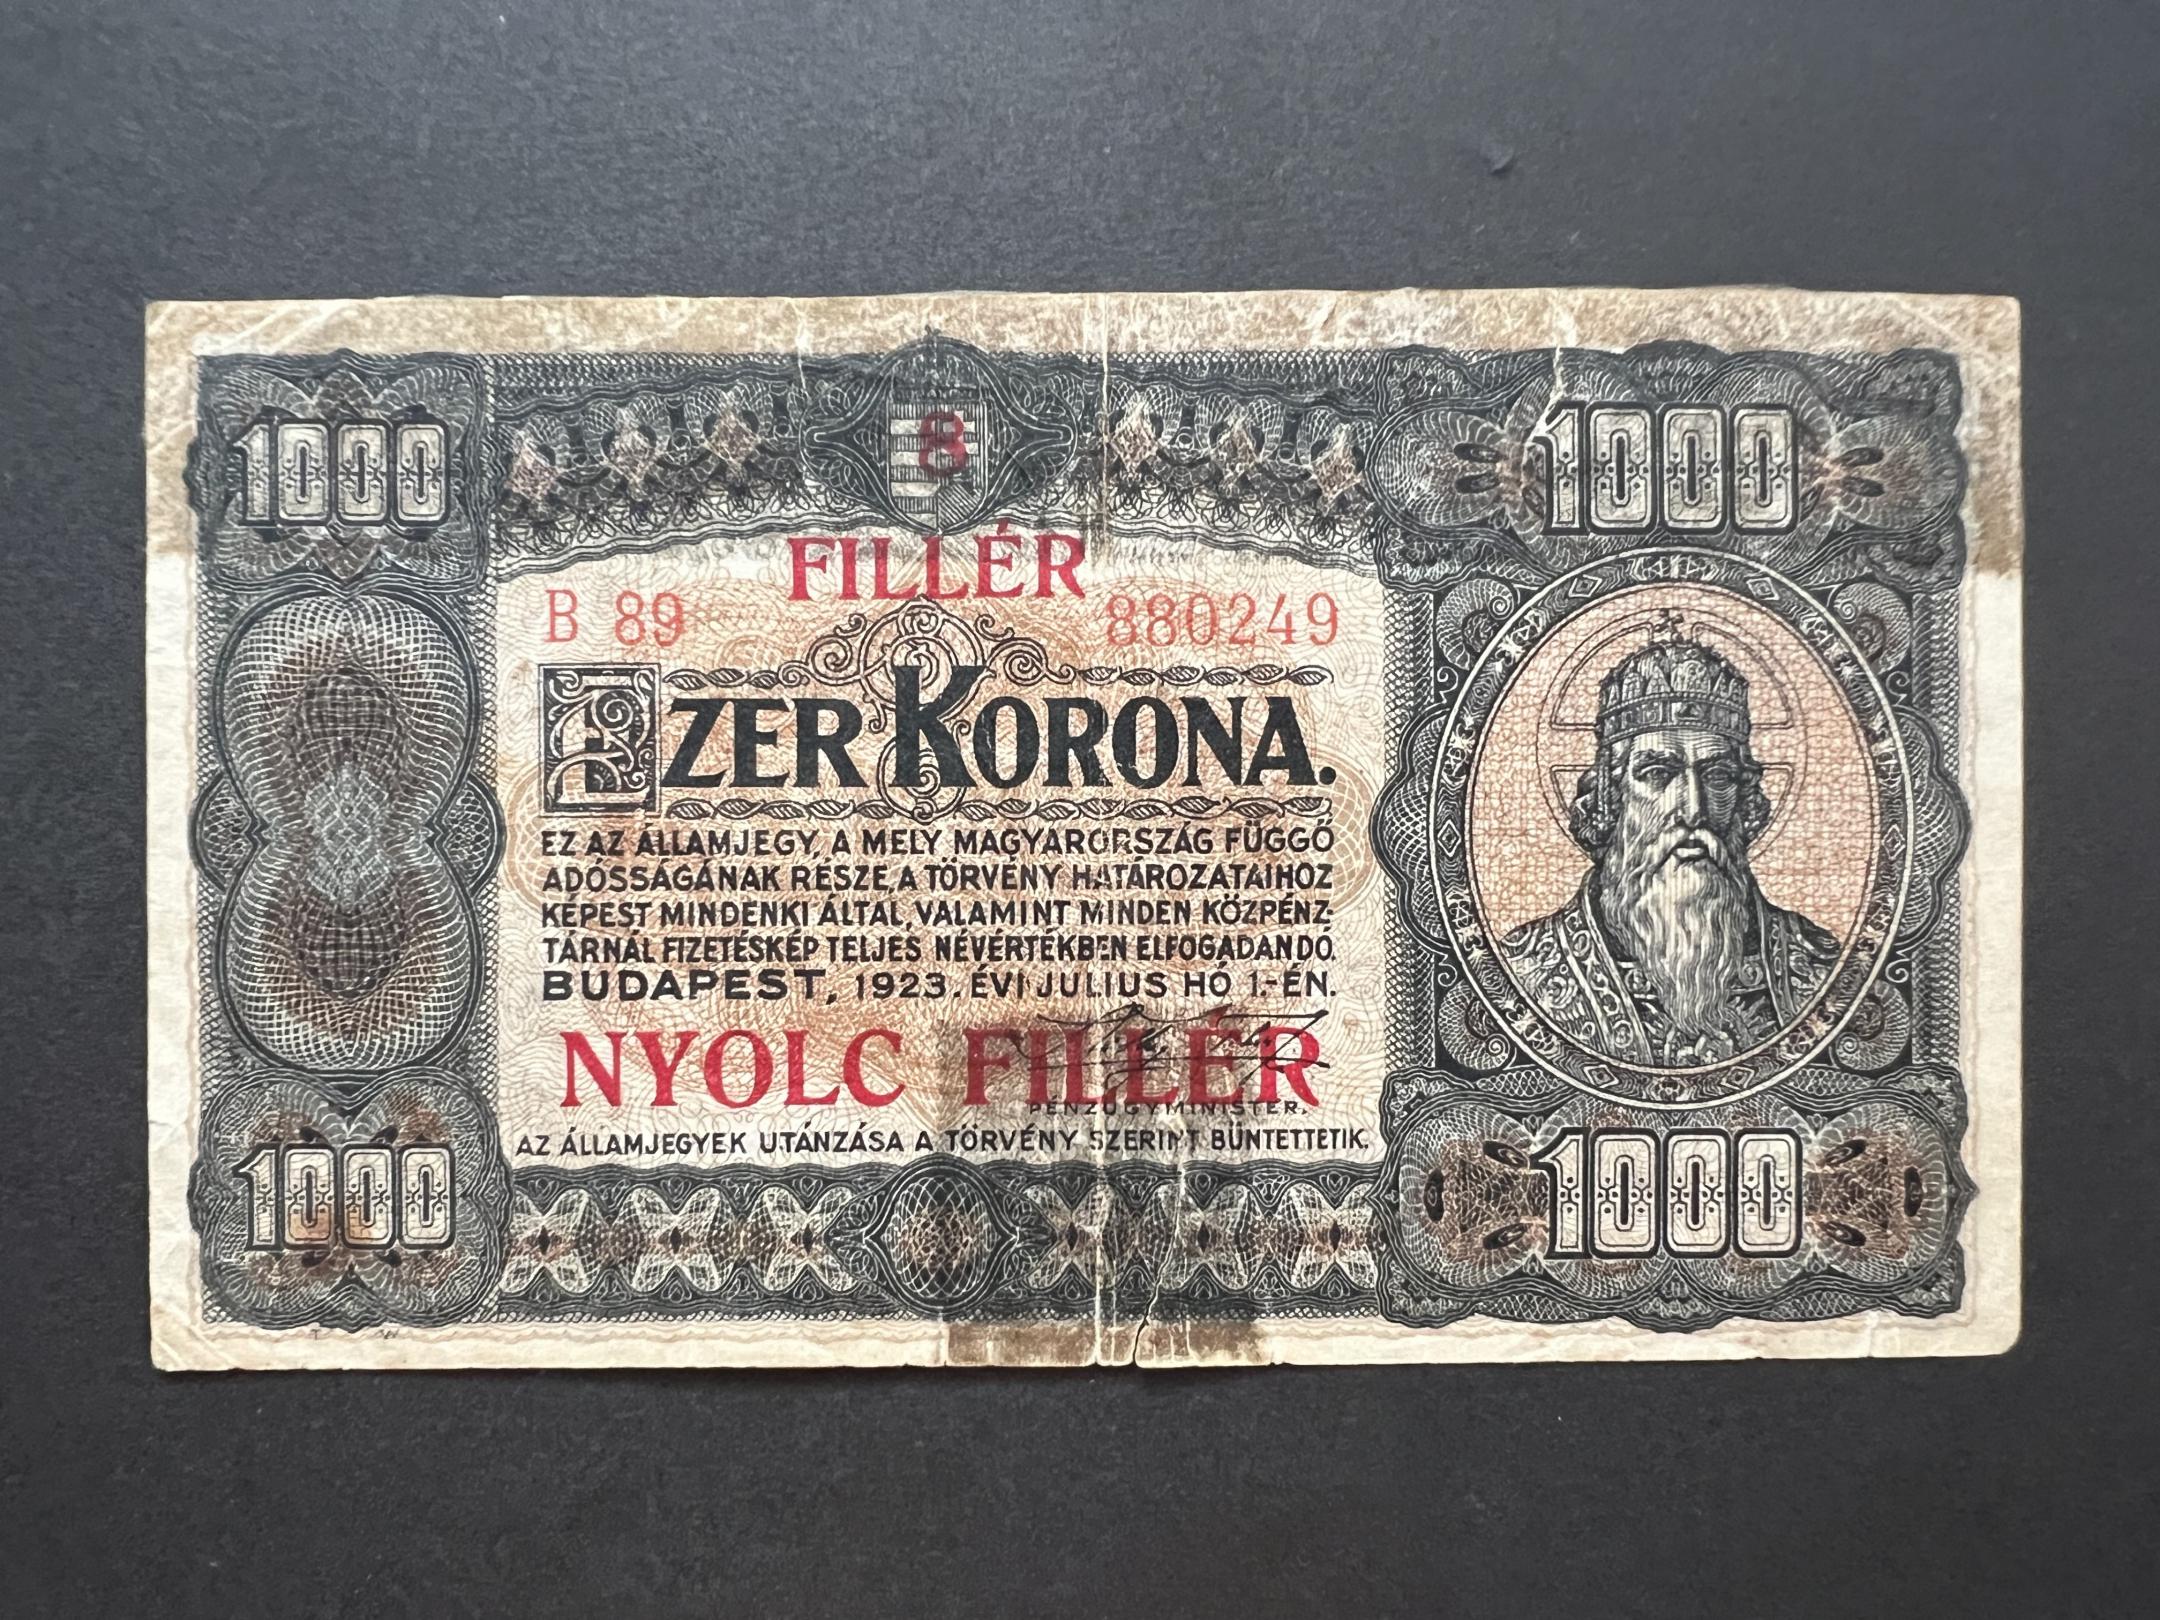 1000
8
1000
FILLÉR
B 89
880249
EZER KORONA.
EZ AZ ÁLLAMJEGY, A MELY MAGYARORSZÁG FÜGGŐ
ADÓSSÁGÁNAK RÉSZE, A TÖRVÉNY HATÁROZATAIHOZ
KÉPEST MINDENKI ÁLTAL, VALAMINT MINDEN KÖZPÉNZ-
TÁRNÁL FIZETÉSKÉP TELJES NÉVÉRTÉKBEN ELFOGADANDÓ.
BUDAPEST, 1923. ÉVI JULIUS HÓ 1.-ÉN.
NYOLC FILLÉR
PÉNZÜGYMINISTER.
AZ ÁLLAMJEGYEK UTÁNZÁSA A TÖRVÉNY SZERINT BÜNTETTETIK.
1000
1000